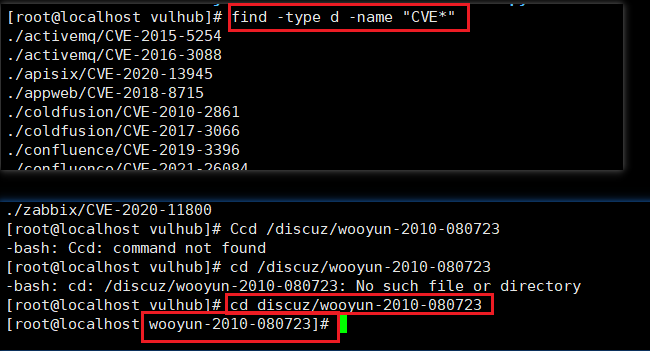 [root@localhost vulhub]# find -type d -name "CVE*"
./activemq/CVE-2015-5254
./activemq/CVE-2016-3088
./apisix/CVE-2020-13945
./appweb/CVE-2018-8715
./coldfusion/CVE-2010-2861
./coldfusion/CVE-2017-3066
./confluence/CVE-2019-3396
./confluence/CVE-2021-26084
./zabbix/CVE-2020-11800
[root@localhost vulhub]# Ccd /discuz/wooyun-2010-080723
-bash: Ccd: command not found
[root@localhost vulhub]# cd /discuz/wooyun-2010-080723
-bash: cd: /discuz/wooyun-2010-080723: No such file or directory
[root@localhost vulhub]# cd discuz/wooyun-2010-080723
[root@localhost wooyun-2010-080723]#